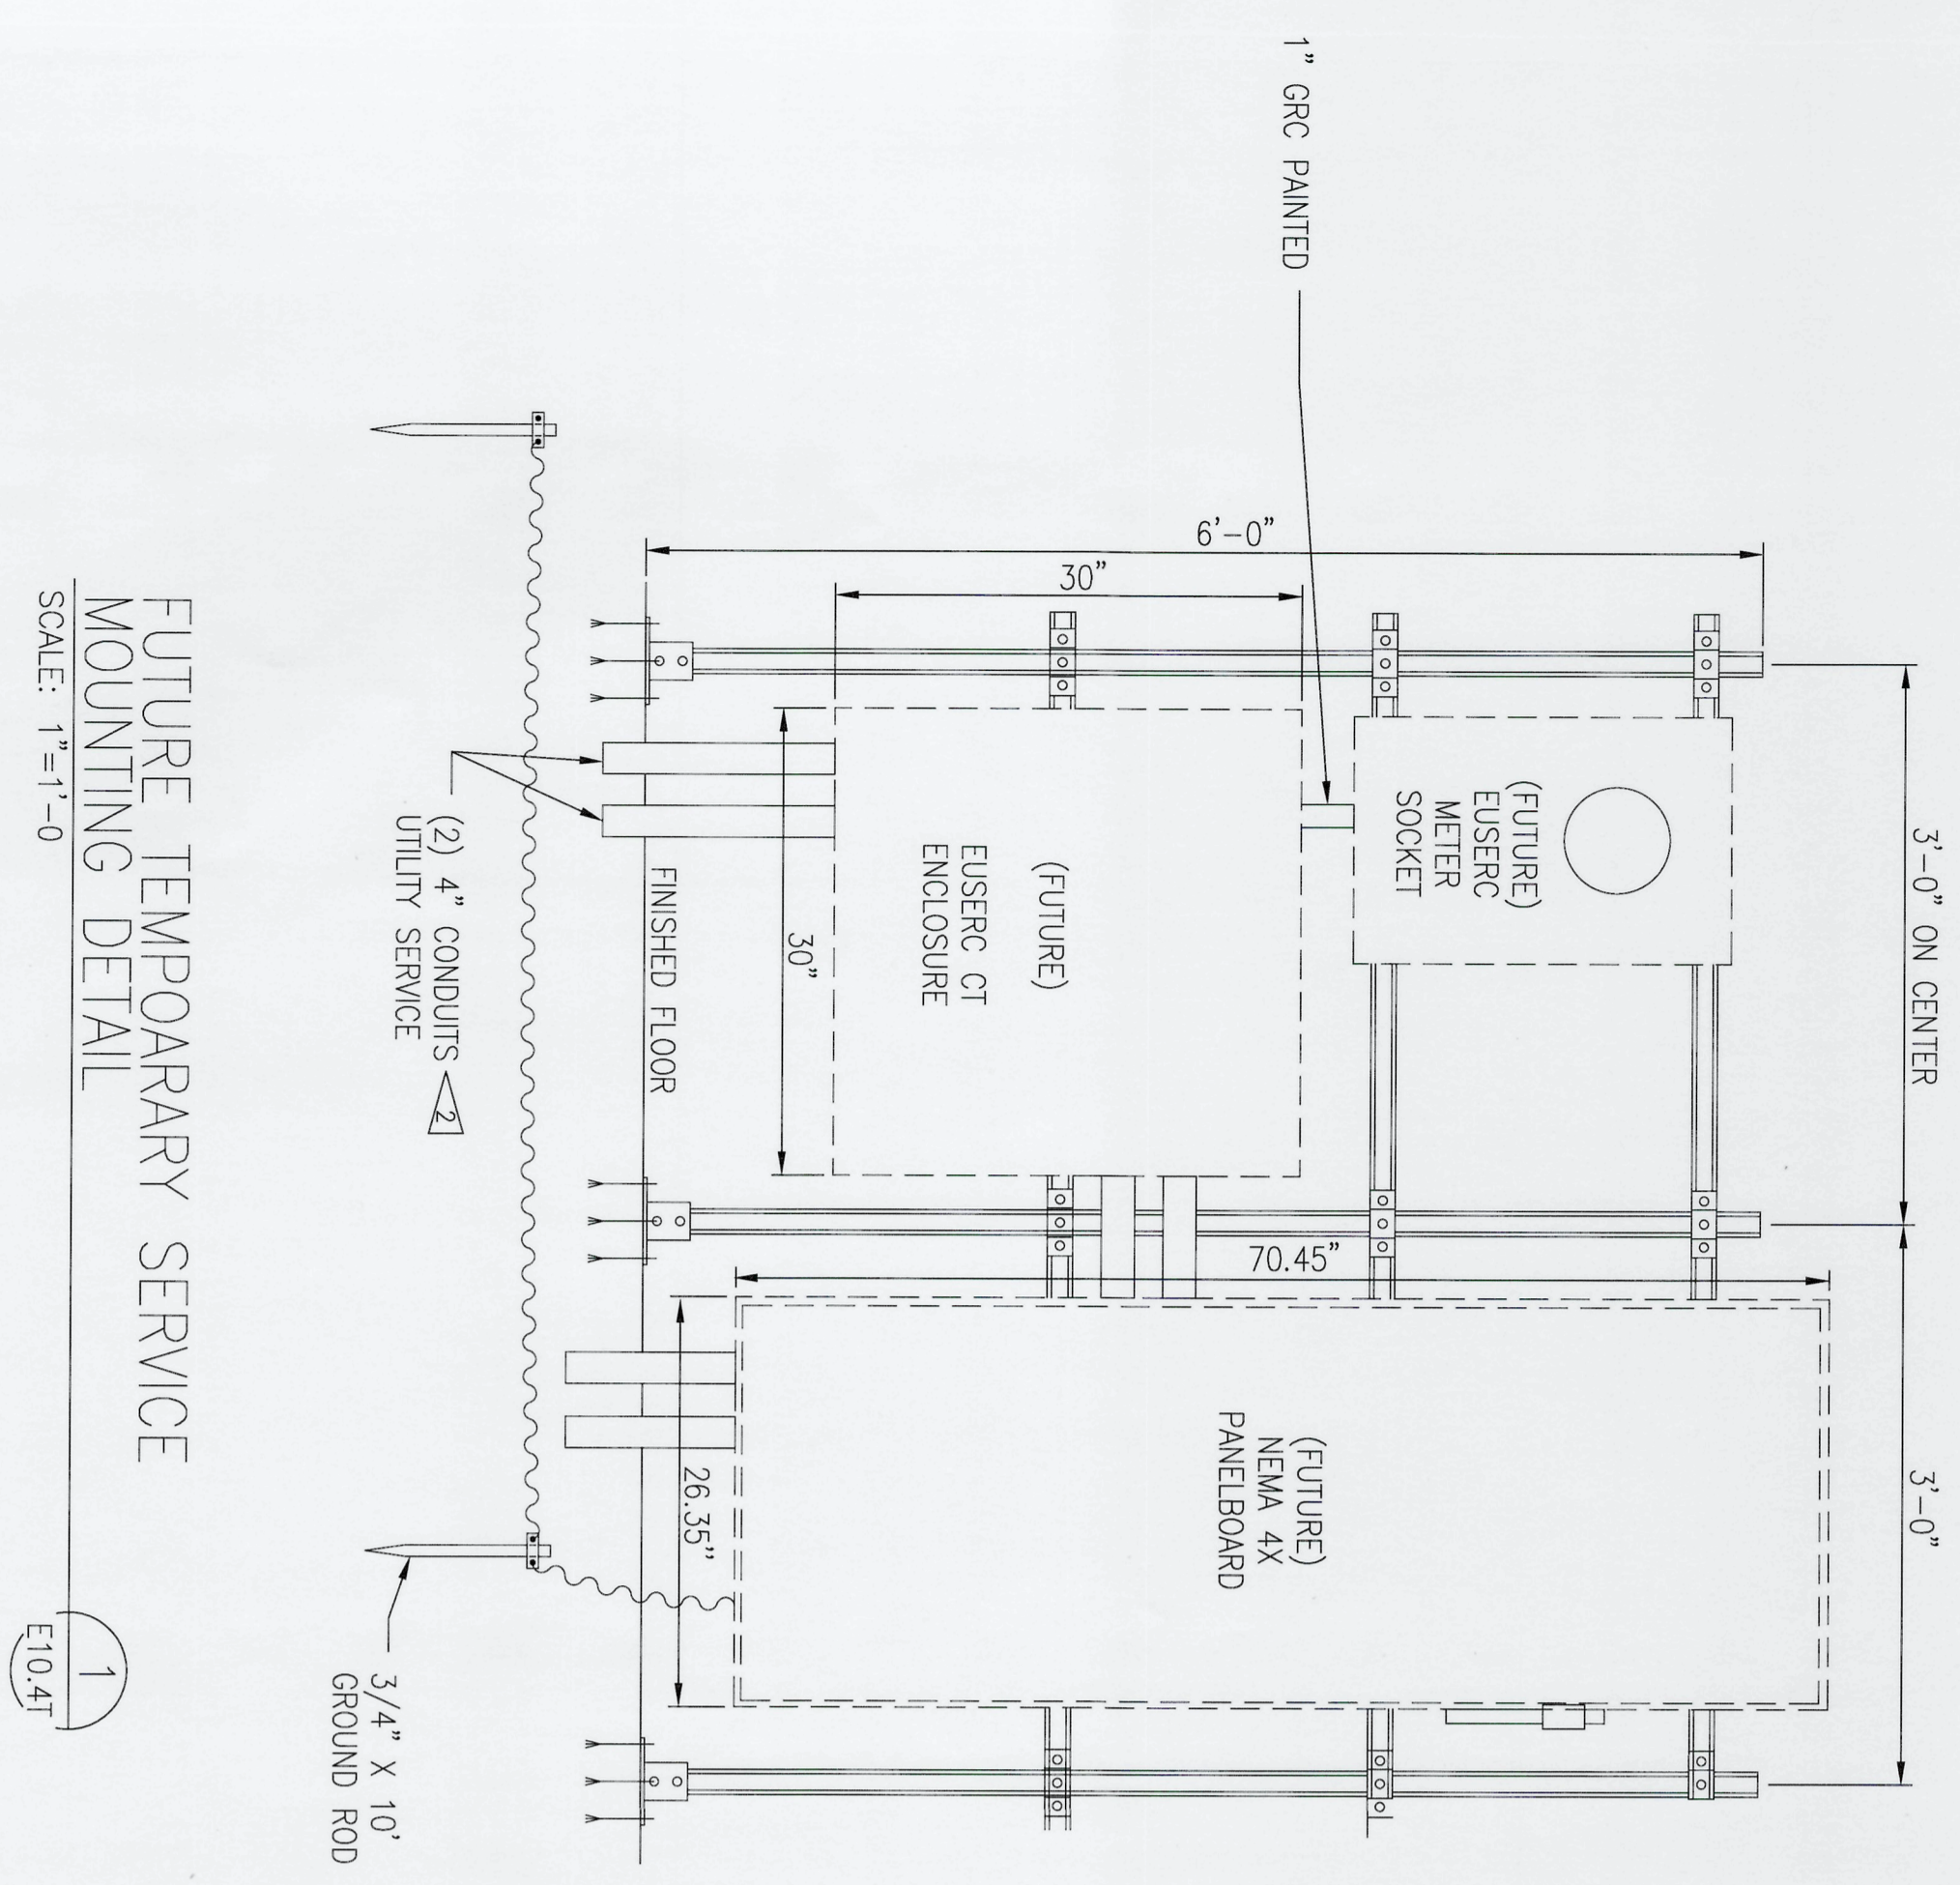 3'-0" ON CENTER
3'-0"
1" GRC PAINTED
6'-0"
30"
(FUTURE)
EUSERC
METER
SOCKET
(FUTURE)
EUSERC CT
ENCLOSURE
30"
70.45"
(FUTURE)
NEMA 4X
PANELBOARD
26.35"
FINISHED FLOOR
(2) 4" CONDUITS 2
UTILITY SERVICE
3/4" X 10'
GROUND ROD
FUTURE TEMPOARARY SERVICE
MOUNTING DETAIL
SCALE: 1"=1'-0
1
E10.4T